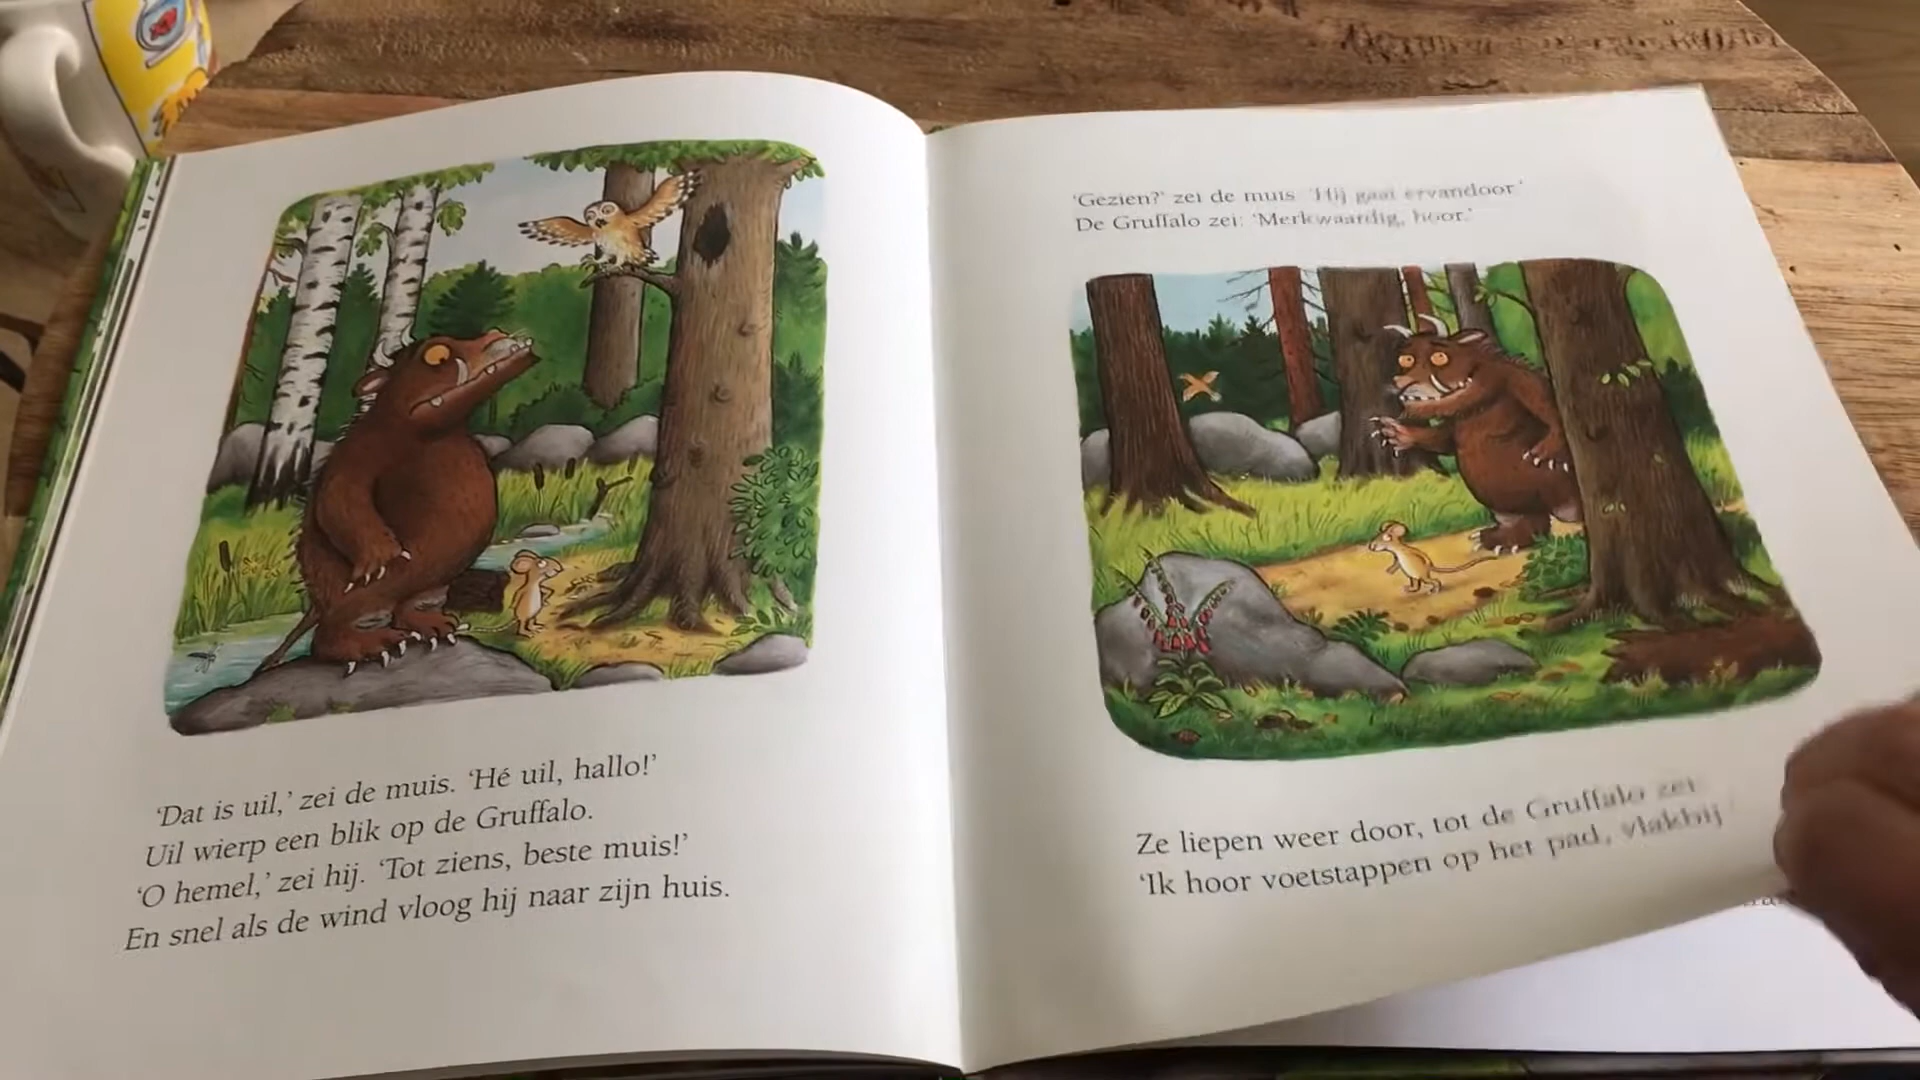 'Dat is uil,' zei de muis. 'Hé uil, hallo!'
Uil wierp een blik op de Gruffalo.
'O hemel,' zei hij. 'Tot ziens, beste muis!'
En snel als de wind vloog hij naar zijn huis.
'Gezien?' zei de muis. 'Hij gaat ervandoor.'
De Gruffalo zei: 'Merkwaardig, hoor.'
Ze liepen weer door, tot de Gruffalo zei:
'Ik hoor voetstappen op het pad, vlakbij